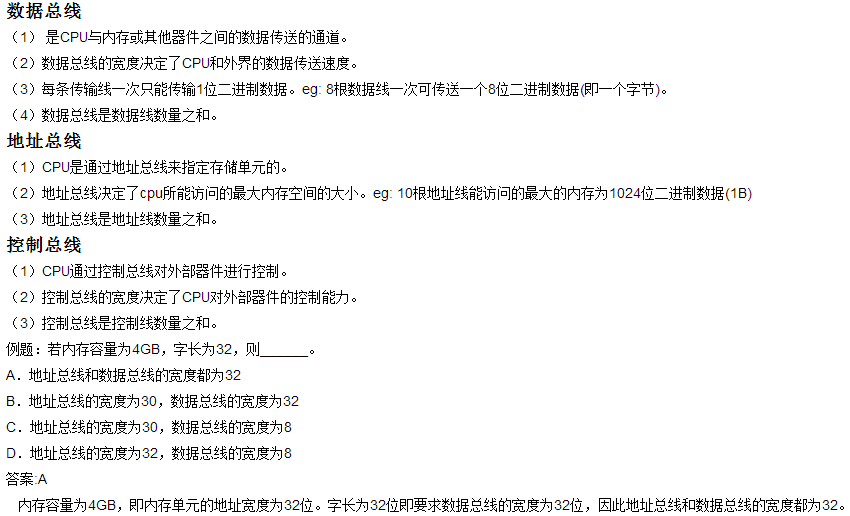 数据总线
（1） 是CPU与内存或其他器件之间的数据传送的通道。
（2）数据总线的宽度决定了CPU和外界的数据传送速度。
（3）每条传输线一次只能传输1位二进制数据。eg: 8根数据线一次可传送一个8位二进制数据(即一个字节)。
（4）数据总线是数据线数量之和。
地址总线
（1）CPU是通过地址总线来指定存储单元的。
（2）地址总线决定了cpu所能访问的最大内存空间的大小。eg: 10根地址线能访问的最大的内存为1024位二进制数据(1B)
（3）地址总线是地址线数量之和。
控制总线
（1）CPU通过控制总线对外部器件进行控制。
（2）控制总线的宽度决定了CPU对外部器件的控制能力。
（3）控制总线是控制线数量之和。
例题：若内存容量为4GB，字长为32，则______。
A．地址总线和数据总线的宽度都为32
B．地址总线的宽度为30，数据总线的宽度为32
C．地址总线的宽度为30，数据总线的宽度为8
D．地址总线的宽度为32，数据总线的宽度为8
答案:A
内存容量为4GB，即内存单元的地址宽度为32位。字长为32位即要求数据总线的宽度为32位，因此地址总线和数据总线的宽度都为32。